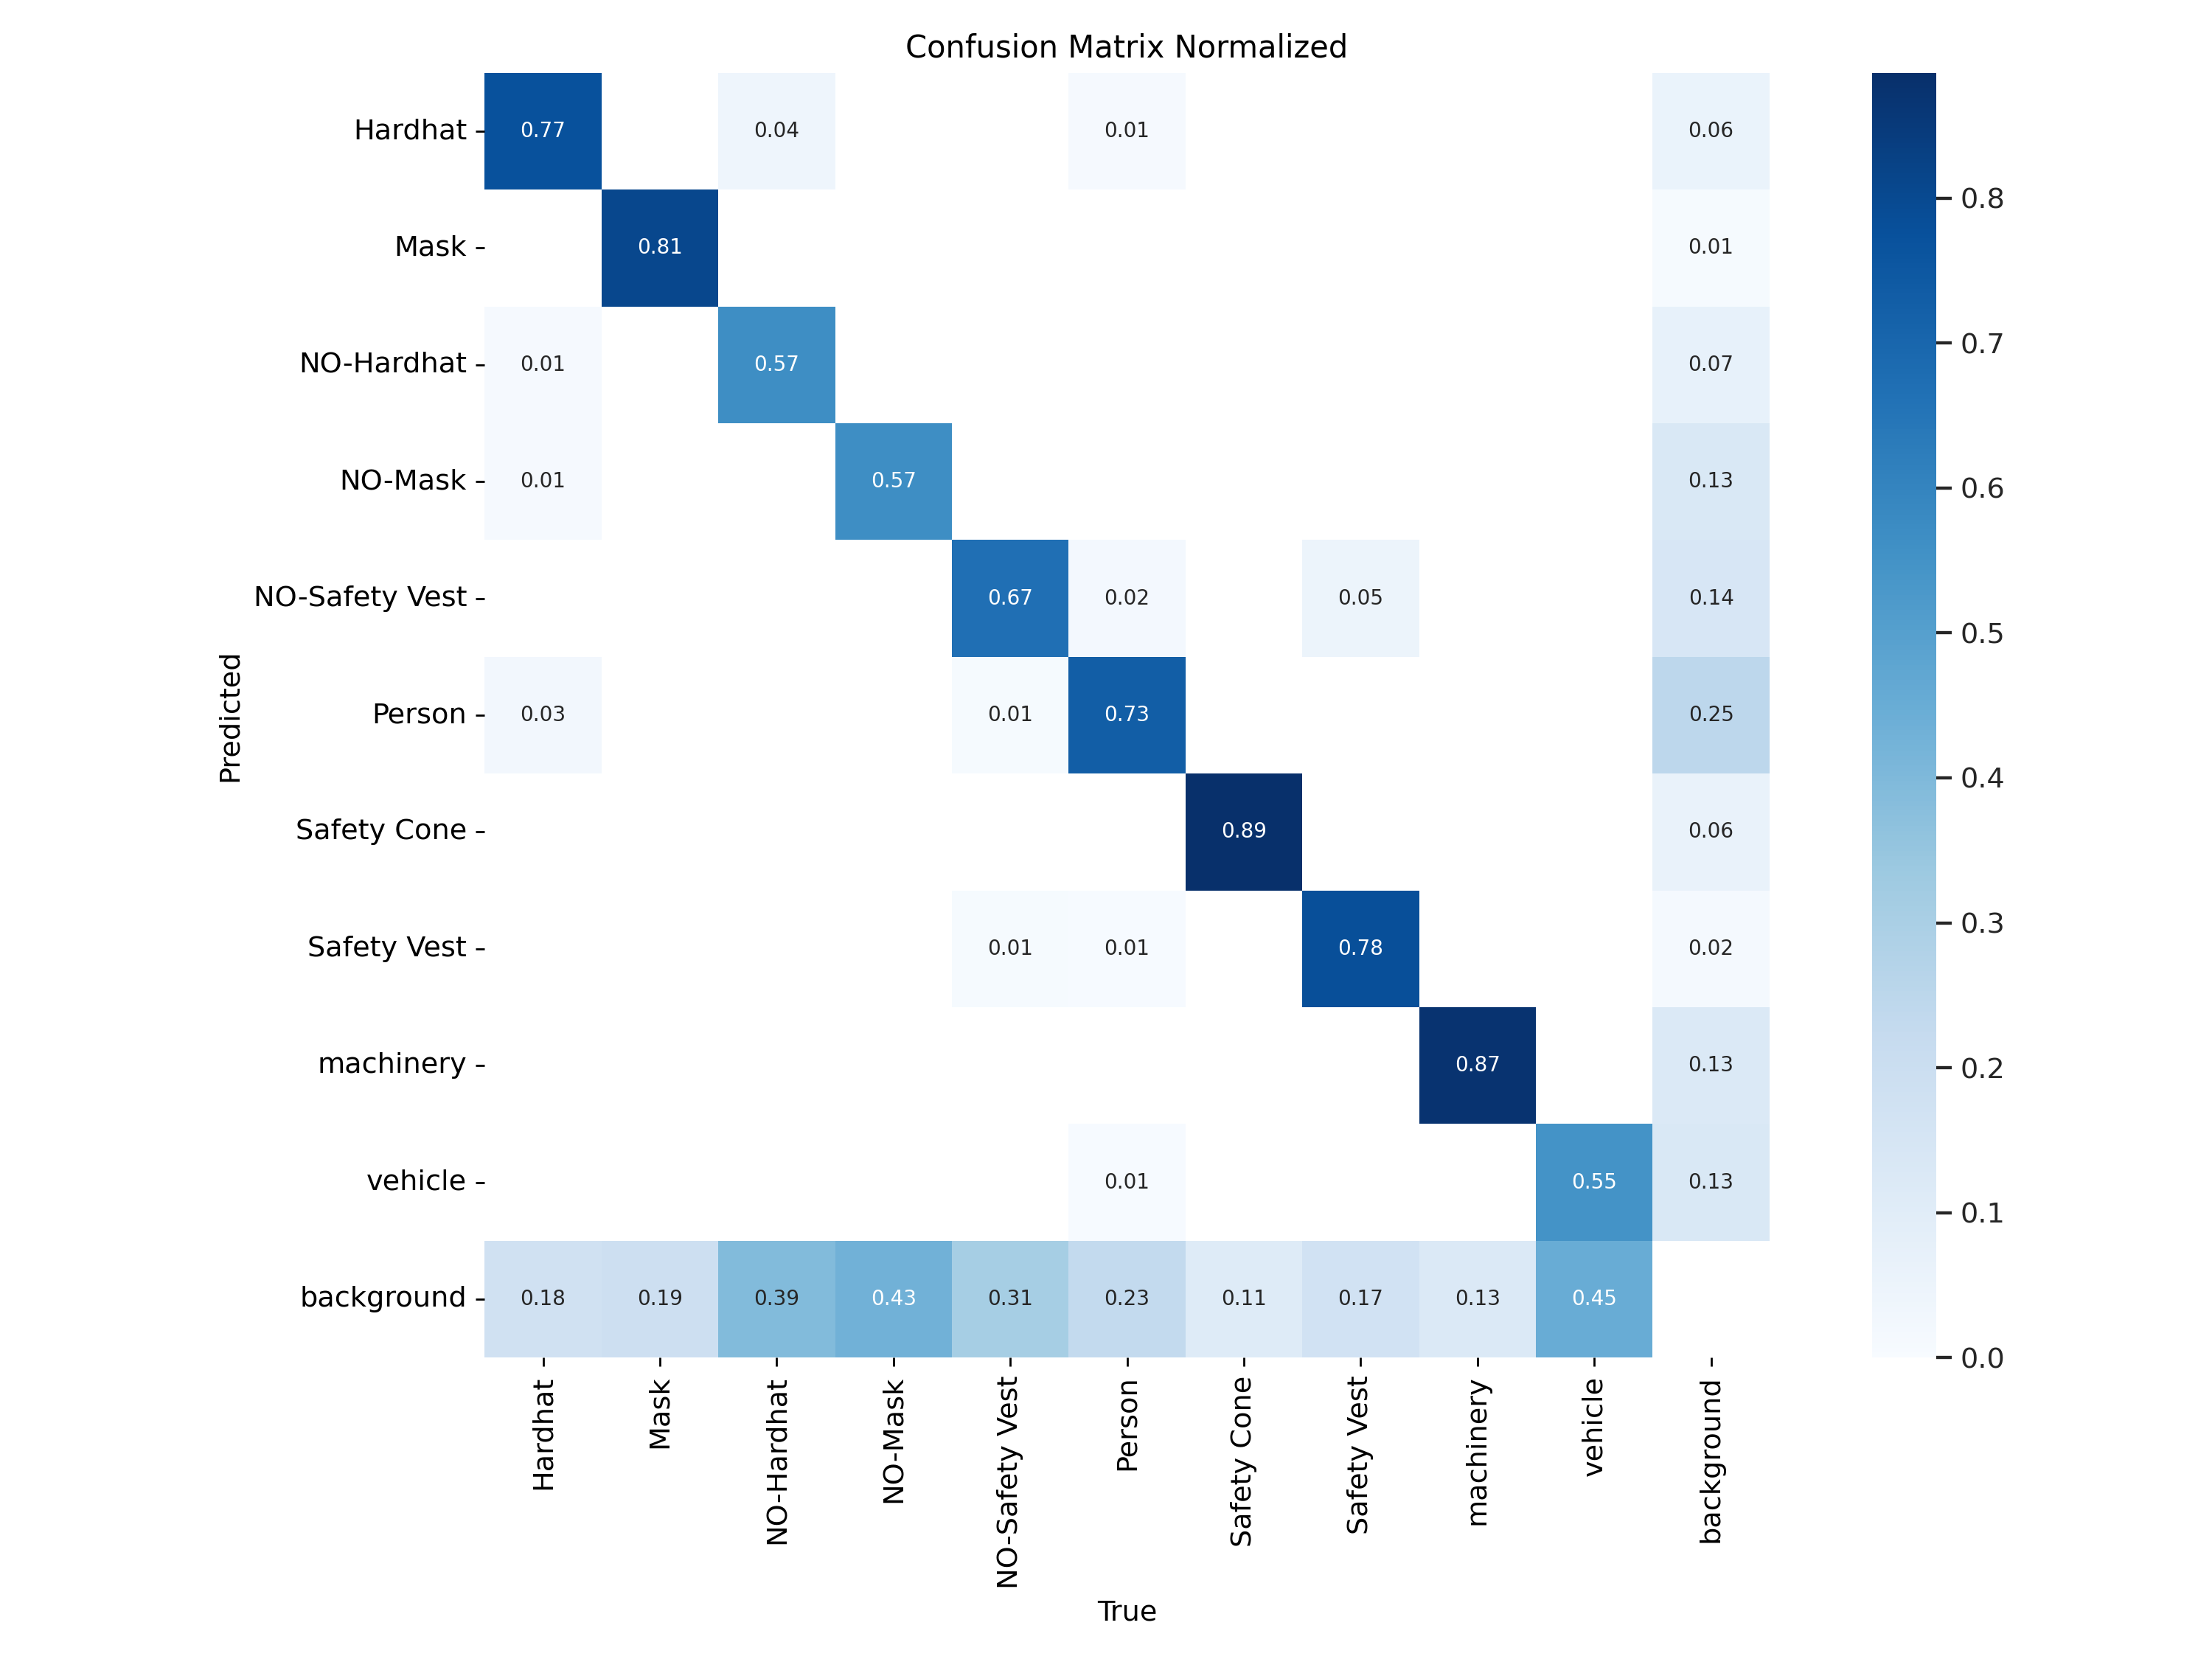 Confusion Matrix Normalized
Hardhat 0.77 0.04 0.01 0.06
Mask 0.81 0.01
NO-Hardhat 0.01 0.57 0.07
NO-Mask 0.01 0.57 0.13
NO-Safety Vest 0.67 0.02 0.05 0.14
Person 0.03 0.01 0.73 0.25
Safety Cone 0.89 0.06
Safety Vest 0.01 0.01 0.78 0.02
machinery 0.87 0.13
vehicle 0.01 0.55 0.13
background 0.18 0.19 0.39 0.43 0.31 0.23 0.11 0.17 0.13 0.45
Predicted
Hardhat
Mask
NO-Hardhat
NO-Mask
NO-Safety Vest
Person
Safety Cone
Safety Vest
machinery
vehicle
background
True
0.8
0.7
0.6
0.5
0.4
0.3
0.2
0.1
0.0